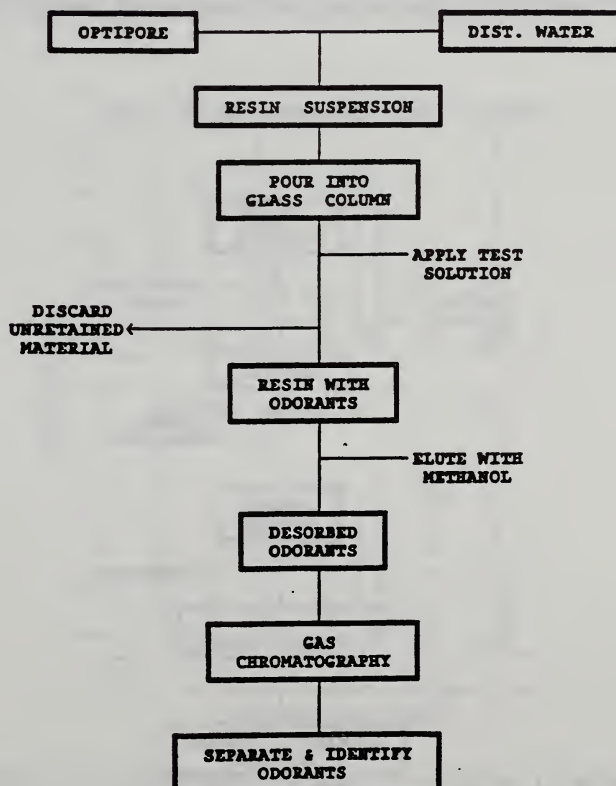 OPTIPORE
DIST. WATER
RESIN SUSPENSION
POUR INTO
GLASS COLUMN
APPLY TEST
SOLUTION
DISCARD
UNRETAINED
MATERIAL
RESIN WITH
ODORANTS
ELUTE WITH
METHANOL
DESORBED
ODORANTS
GAS
CHROMATOGRAPHY
SEPARATE & IDENTIFY
ODORANTS